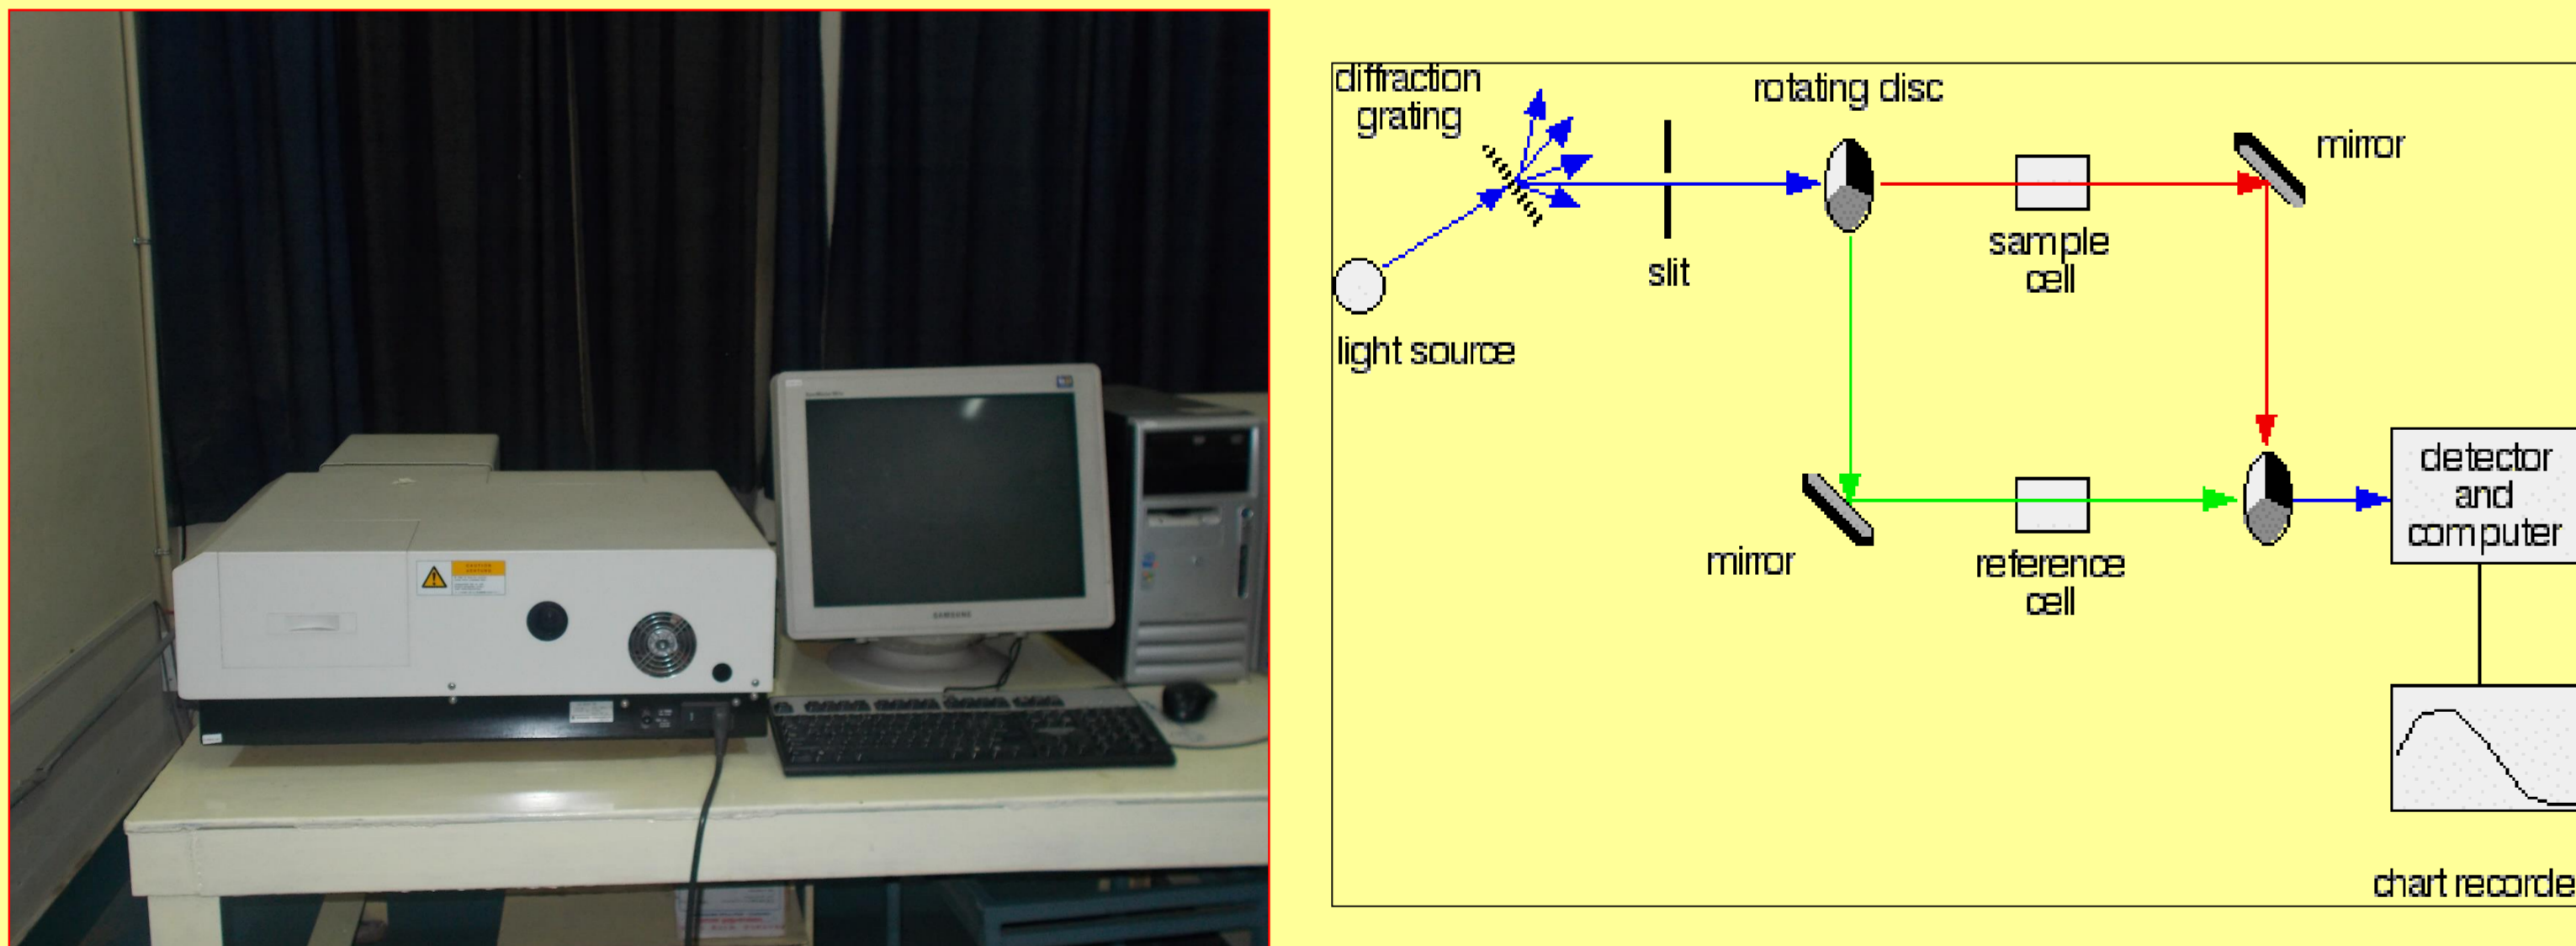 diffraction
grating
rotating disc
mirror
sample
cell
slit
light source
detector
and
computer
mirror
reference
cell
chart recorde
SAMSUNG
CAUTION